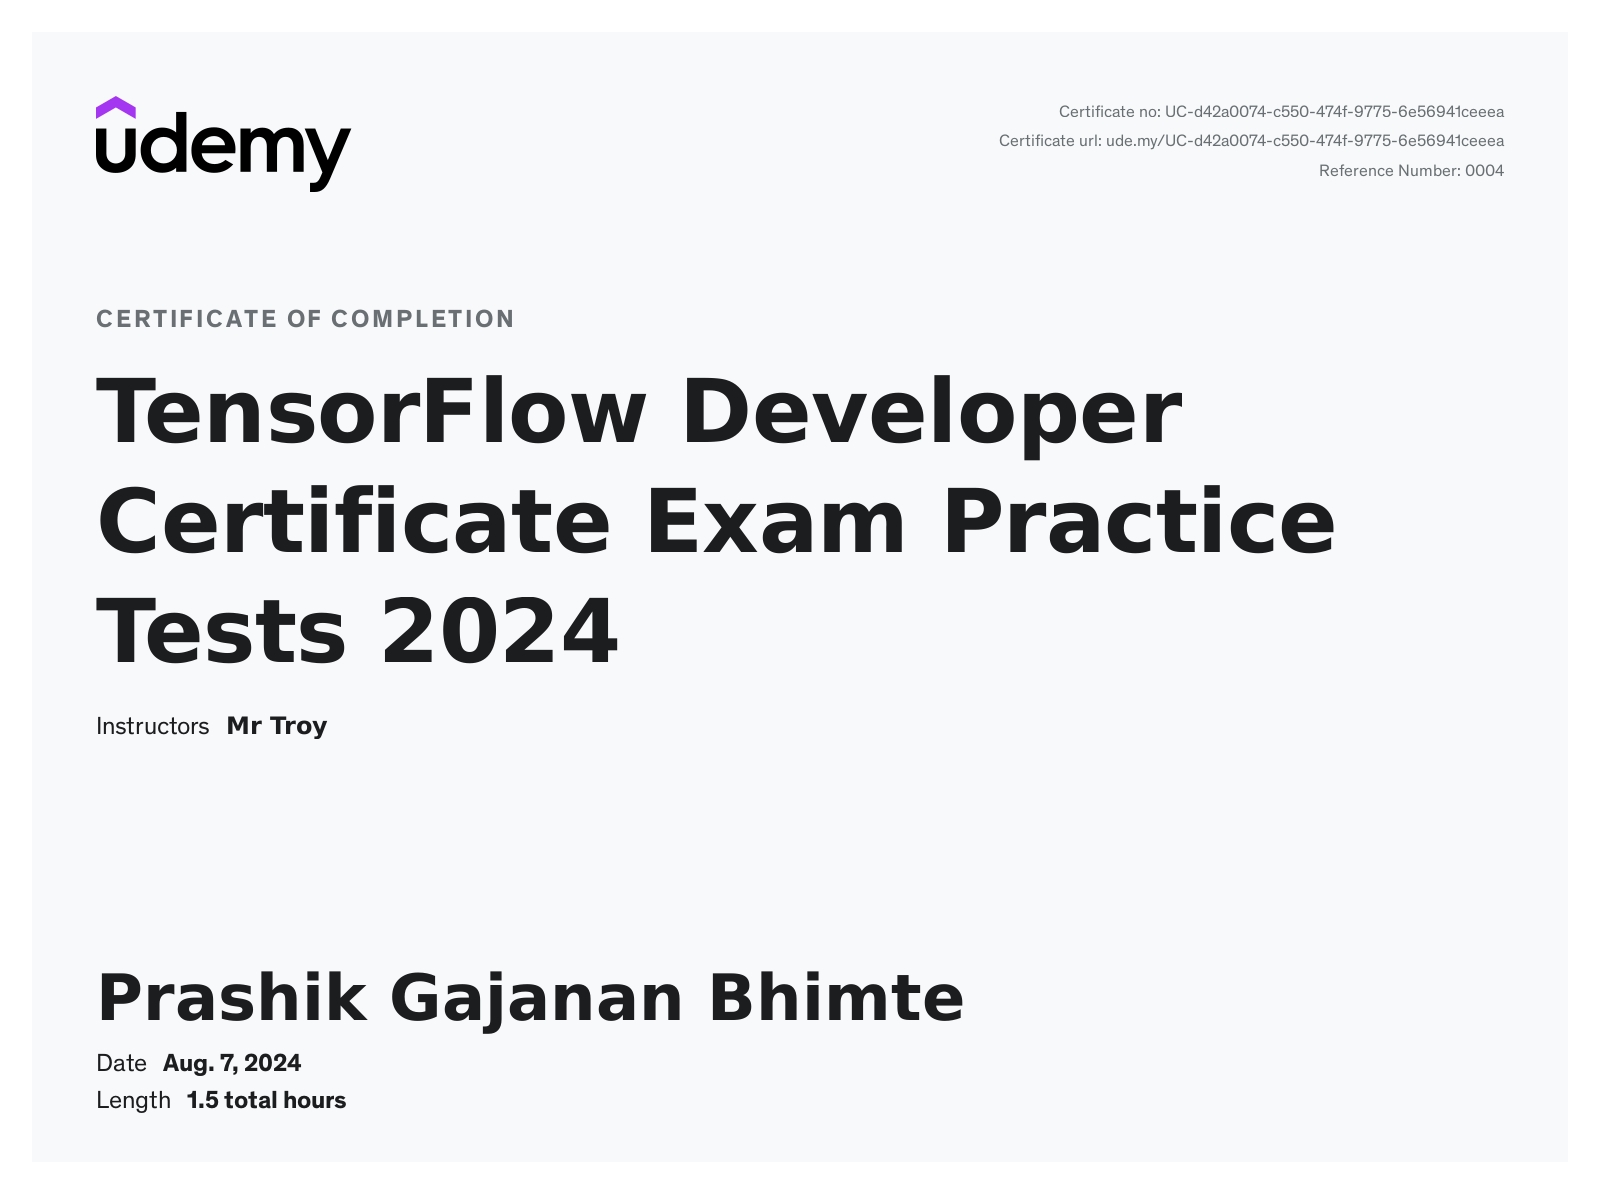 udemy
Certificate no: UC-d42a0074-c550-474f-9775-6e56941ceeea
Certificate url: ude.my/UC-d42a0074-c550-474f-9775-6e56941ceeea
Reference Number: 0004
CERTIFICATE OF COMPLETION
TensorFlow Developer
Certificate Exam Practice
Tests 2024
Instructors Mr Troy
Prashik Gajanan Bhimte
Date Aug. 7, 2024
Length 1.5 total hours